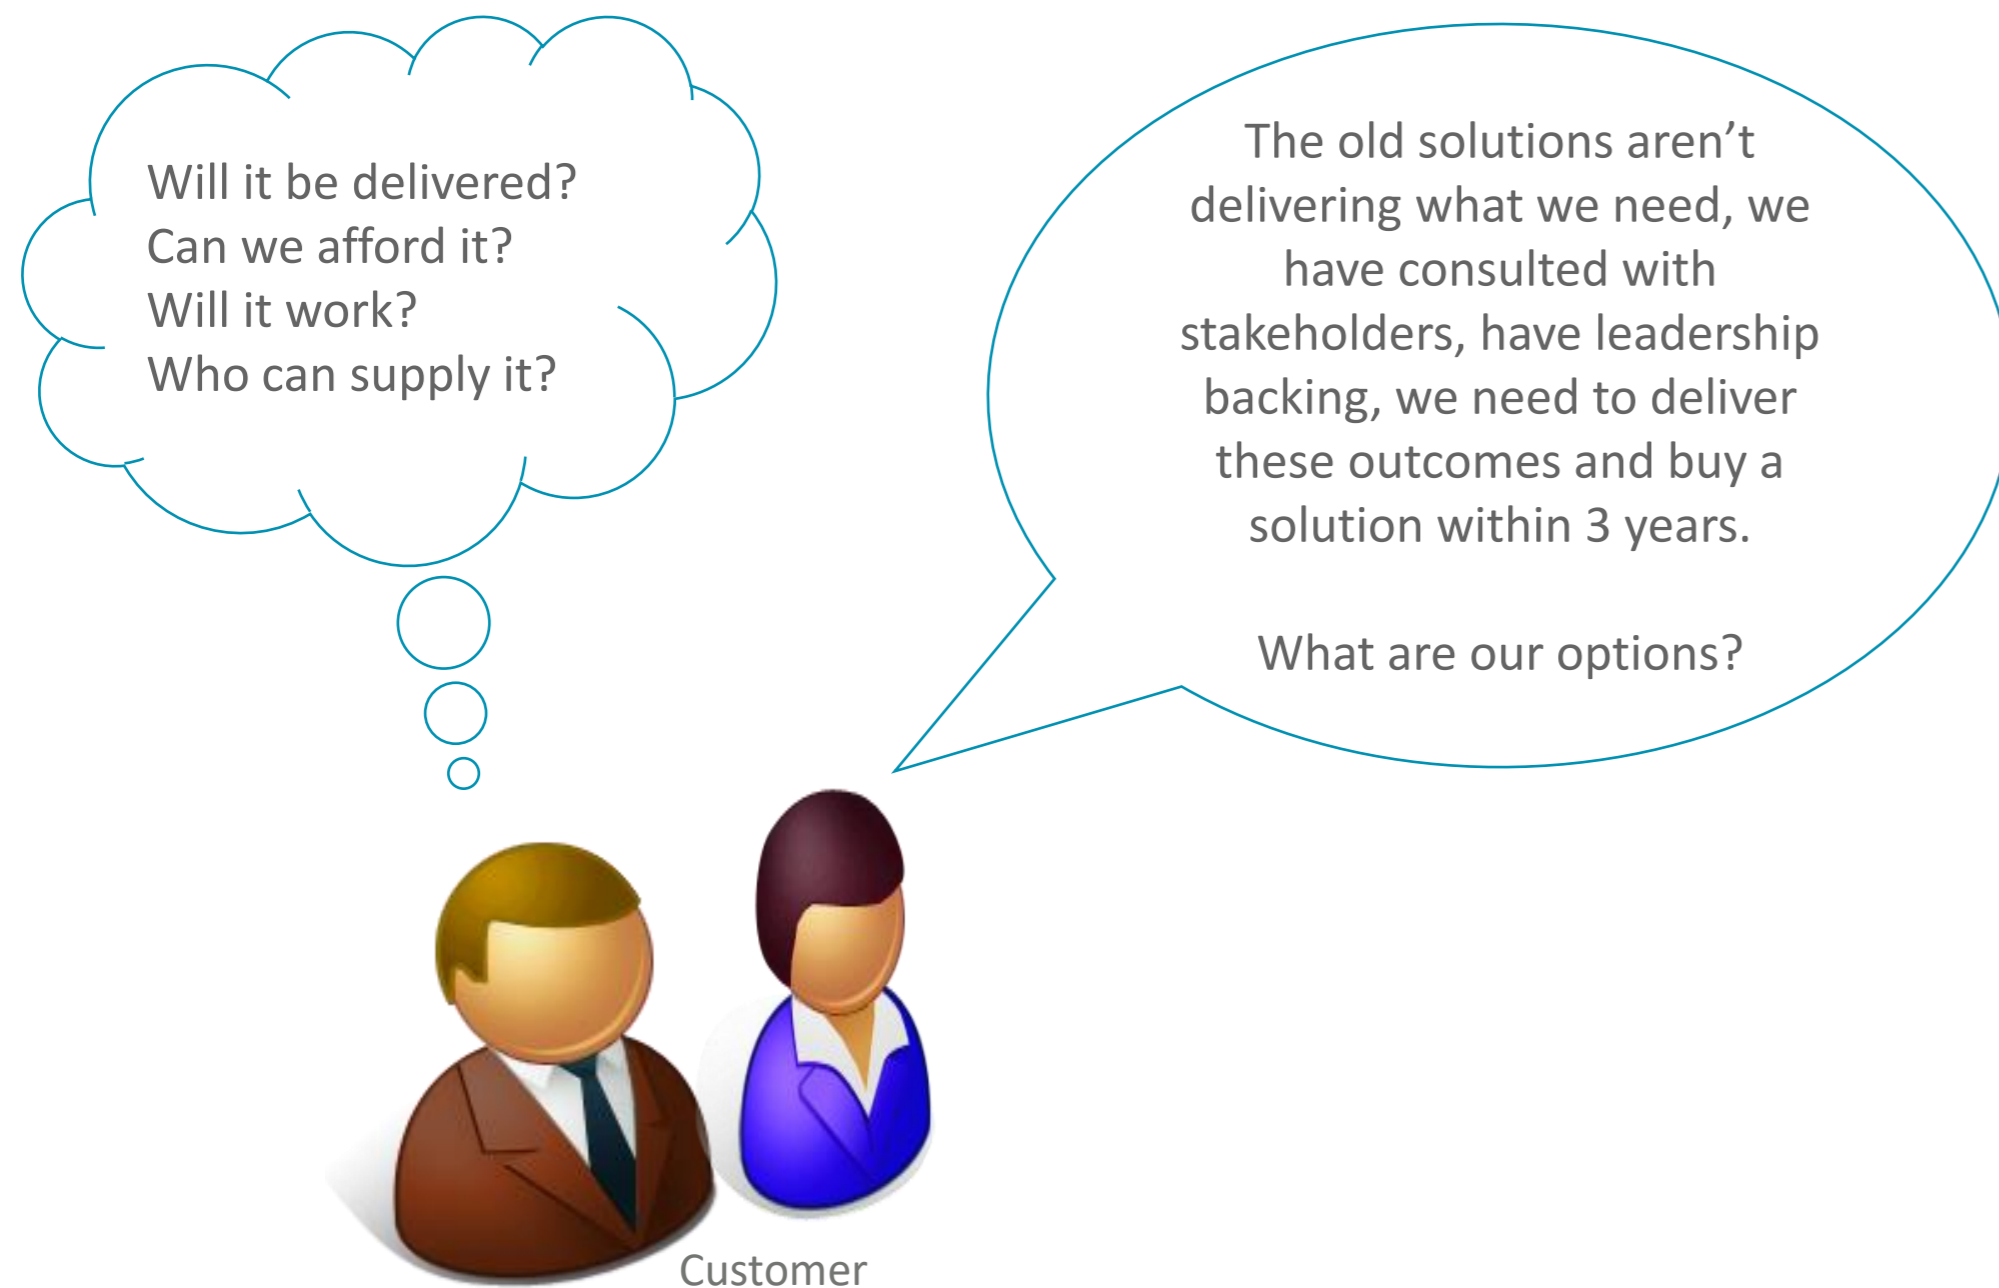 Will it be delivered?
Can we afford it?
Will it work?
Who can supply it?
The old solutions aren’t
delivering what we need, we
have consulted with
stakeholders, have leadership
backing, we need to deliver
these outcomes and buy a
solution within 3 years.
What are our options?
Customer